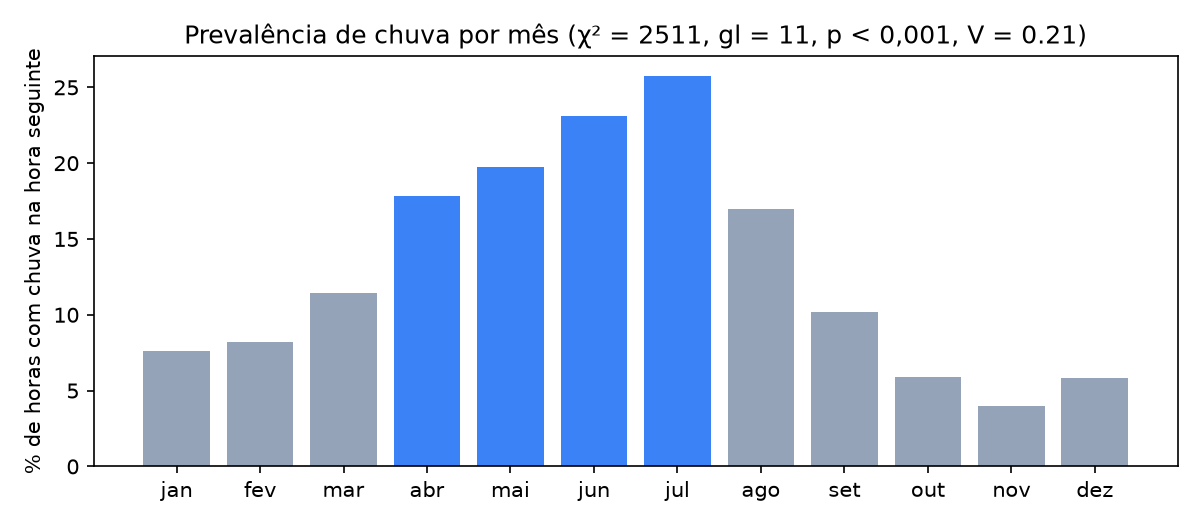 Prevalência de chuva por mês (χ² = 2511, gl = 11, p < 0,001, V = 0.21)
% de horas com chuva na hora seguinte
25
20
15
10
5
0
jan fev mar abr mai jun jul ago set out nov dez